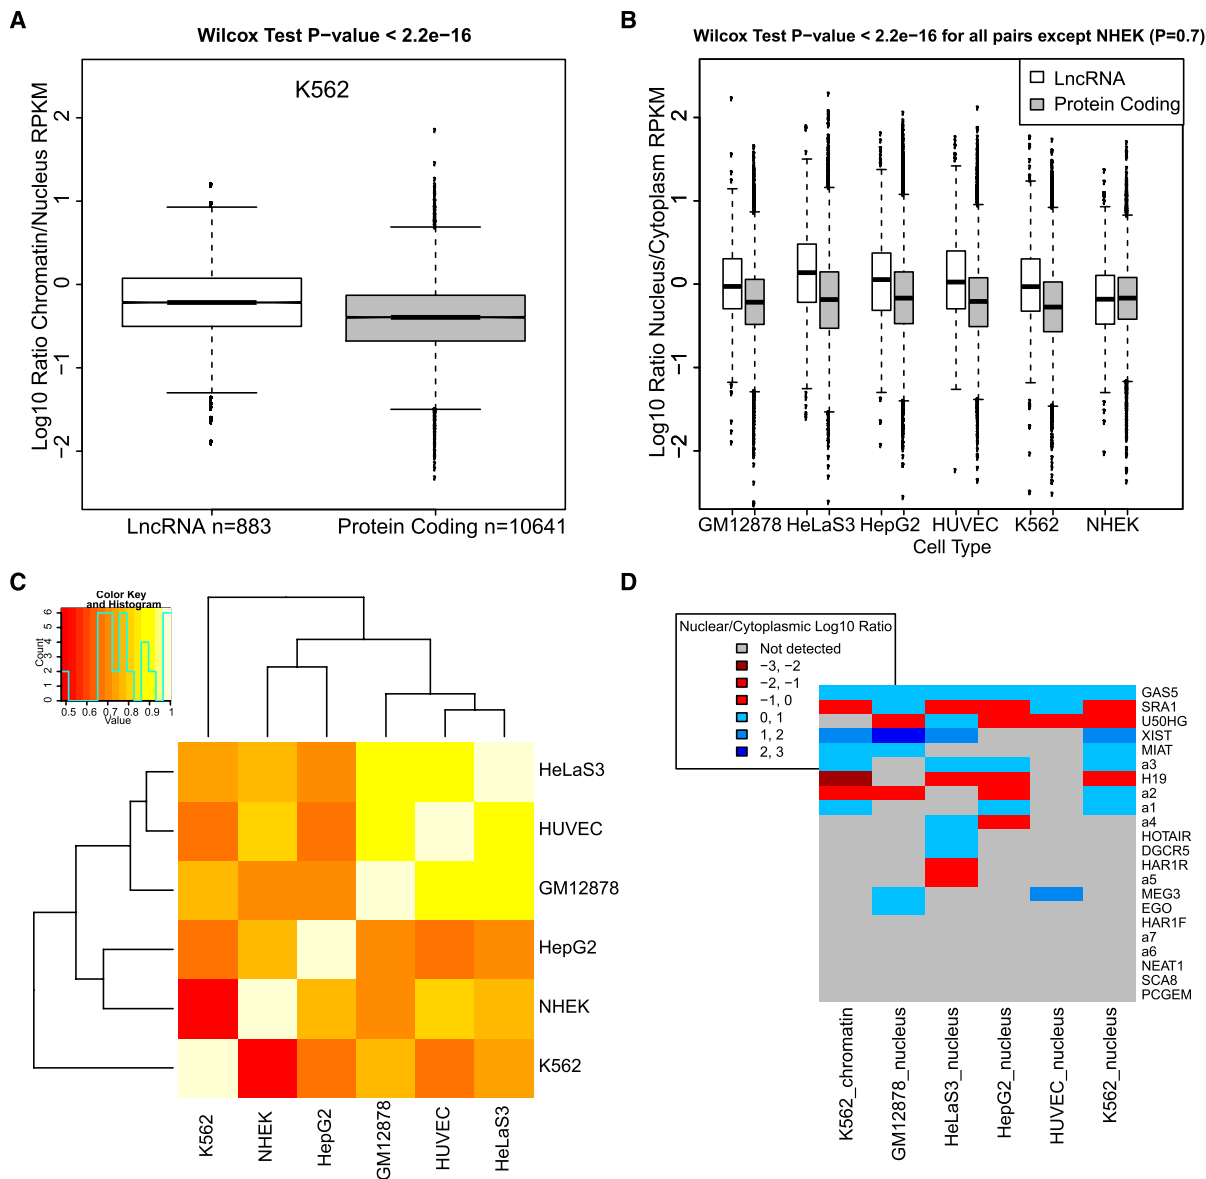 A
Wilcox Test P−value < 2.2e−16
K562
Log10 Ratio Chromatin/Nucleus RPKM
2
1
0
−1
−2
LncRNA n=883
Protein Coding n=10641
B
Wilcox Test P−value < 2.2e−16 for all pairs except NHEK (P=0.7)
LncRNA
Protein Coding
Log10 Ratio Nucleus/Cytoplasm RPKM
2
1
0
−1
−2
GM12878 HeLaS3 HepG2 HUVEC K562 NHEK
Cell Type
C
Color Key
and Histogram
Count
0 1 2 3 4 5 6
0.5 0.6 0.7 0.8 0.9 1
Value
HeLaS3
HUVEC
GM12878
HepG2
NHEK
K562
K562
NHEK
HepG2
GM12878
HUVEC
HeLaS3
D
Nuclear/Cytoplasmic Log10 Ratio
Not detected
−3, −2
−2, −1
−1, 0
0, 1
1, 2
2, 3
GAS5
SRA1
U50HG
XIST
MIAT
a3
H19
a2
a1
a4
HOTAIR
DGCR5
HAR1R
a5
MEG3
EGO
HAR1F
a7
a6
NEAT1
SCA8
PCGEM
K562_chromatin
GM12878_nucleus
HeLaS3_nucleus
HepG2_nucleus
HUVEC_nucleus
K562_nucleus